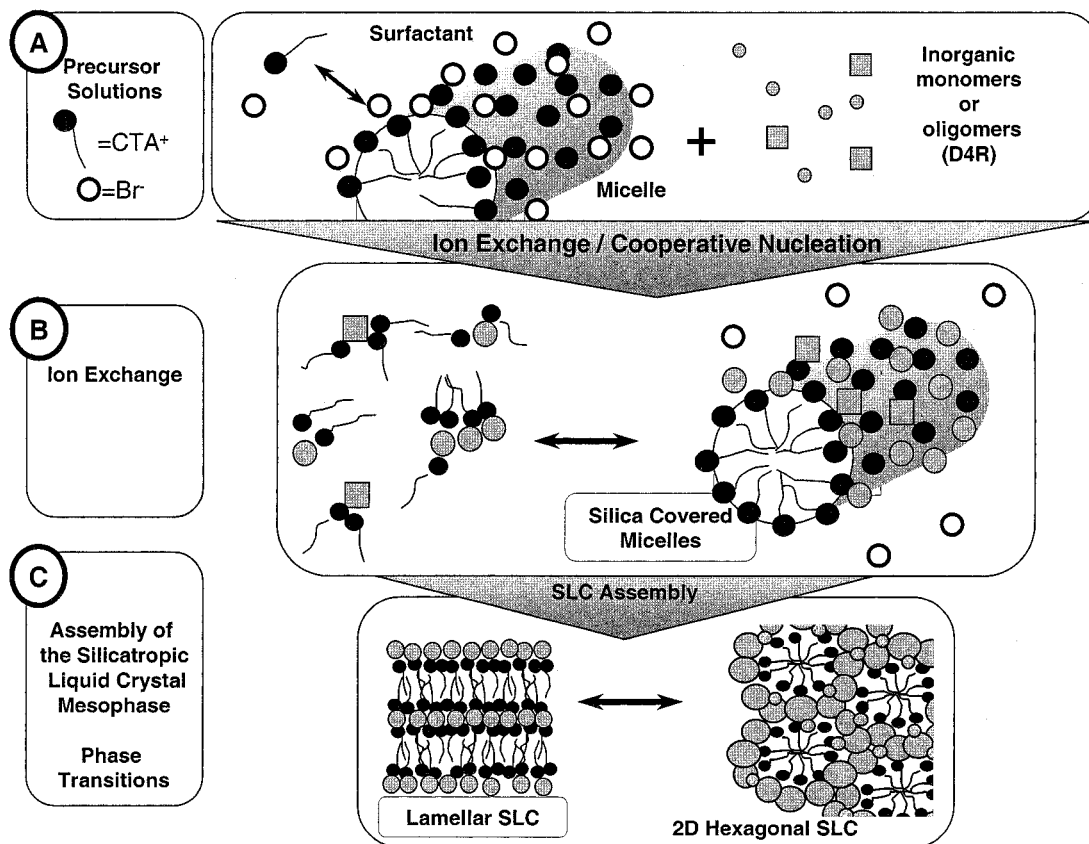 A
Precursor
Solutions
=CTA+
=Br-
Surfactant
Micelle
+
Inorganic
monomers
or
oligomers
(D4R)
Ion Exchange / Cooperative Nucleation
B
Ion Exchange
Silica Covered
Micelles
SLC Assembly
C
Assembly of
the Silicatropic
Liquid Crystal
Mesophase
Phase
Transitions
Lamellar SLC
2D Hexagonal SLC